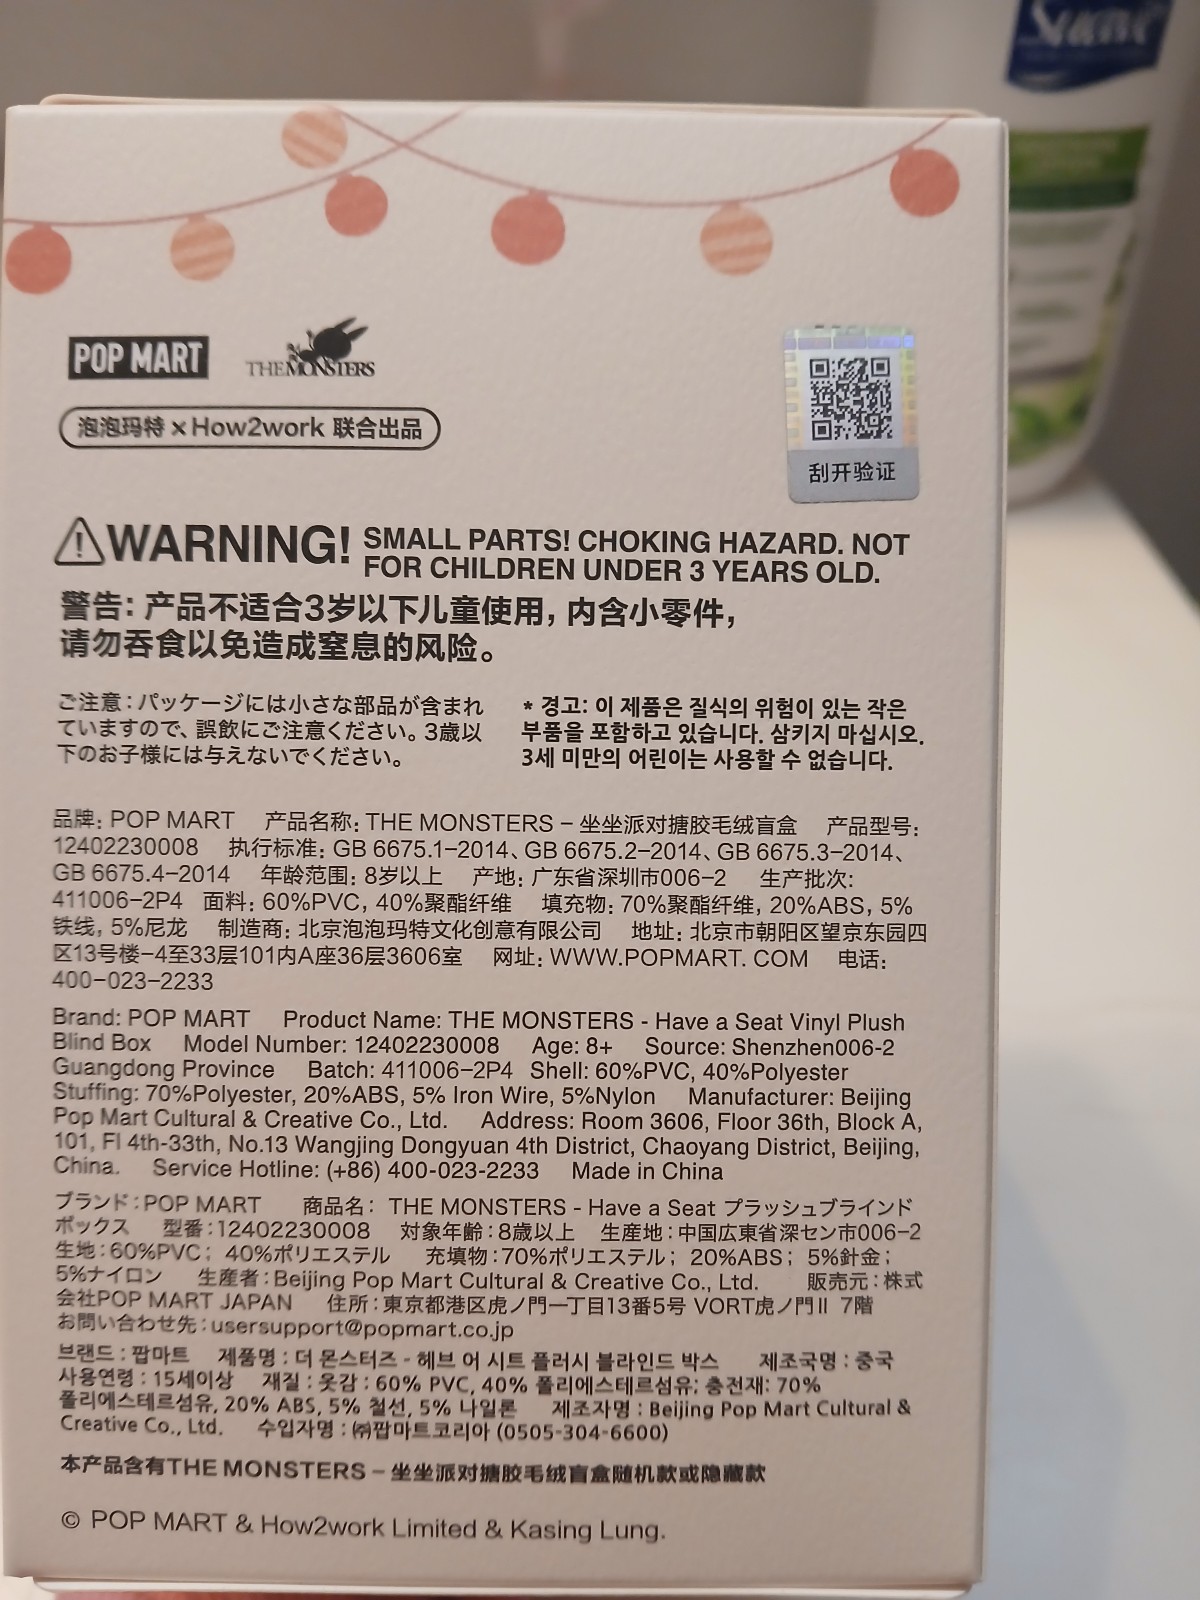 Suave
POP MART
THE MONSTERS
泡泡玛特 × How2work 联合出品
刮开验证
WARNING! SMALL PARTS! CHOKING HAZARD. NOT
FOR CHILDREN UNDER 3 YEARS OLD.
警告: 产品不适合3岁以下儿童使用, 内含小零件,
请勿吞食以免造成窒息的风险。
ご注意：パッケージには小さな部品が含まれ
ていますので、誤飲にご注意ください。3歳以
下のお子様には与えないでください。
* 경고: 이 제품은 질식의 위험이 있는 작은
부품을 포함하고 있습니다. 삼키지 마십시오.
3세 미만의 어린이는 사용할 수 없습니다.
品牌: POP MART 产品名称: THE MONSTERS – 坐坐派对搪胶毛绒盲盒 产品型号:
12402230008 执行标准: GB 6675.1–2014、GB 6675.2–2014、GB 6675.3–2014、
GB 6675.4–2014 年龄范围: 8岁以上 产地: 广东省深圳市006–2 生产批次:
411006–2P4 面料: 60%PVC, 40%聚酯纤维 填充物: 70%聚酯纤维, 20%ABS, 5%
铁线, 5%尼龙 制造商: 北京泡泡玛特文化创意有限公司 地址: 北京市朝阳区望京东园四
区13号楼–4至33层101内A座36层3606室 网址: WWW.POPMART. COM 电话:
400–023–2233
Brand: POP MART Product Name: THE MONSTERS - Have a Seat Vinyl Plush
Blind Box Model Number: 12402230008 Age: 8+ Source: Shenzhen006-2
Guangdong Province Batch: 411006–2P4 Shell: 60%PVC, 40%Polyester
Stuffing: 70%Polyester, 20%ABS, 5% Iron Wire, 5%Nylon Manufacturer: Beijing
Pop Mart Cultural & Creative Co., Ltd. Address: Room 3606, Floor 36th, Block A,
101, Fl 4th-33th, No.13 Wangjing Dongyuan 4th District, Chaoyang District, Beijing,
China. Service Hotline: (+86) 400-023-2233 Made in China
ブランド：POP MART 商品名： THE MONSTERS - Have a Seat プラッシュブラインド
ボックス 型番：12402230008 対象年齢：8歳以上 生産地：中国広東省深セン市006–2
生地：60%PVC； 40%ポリエステル 充填物：70%ポリエステル； 20%ABS； 5%針金；
5%ナイロン 生産者：Beijing Pop Mart Cultural & Creative Co., Ltd. 販売元：株式
会社POP MART JAPAN 住所：東京都港区虎ノ門一丁目13番5号 VORT虎ノ門Ⅱ 7階
お問い合わせ先：usersupport@popmart.co.jp
브랜드 : 팝마트 제품명 : 더 몬스터즈 - 헤브 어 시트 플러시 블라인드 박스 제조국명 : 중국
사용연령 : 15세이상 재질 : 옷감 : 60% PVC, 40% 폴리에스테르섬유; 충전재: 70%
폴리에스테르섬유, 20% ABS, 5% 철선, 5% 나일론 제조자명 : Beijing Pop Mart Cultural &
Creative Co., Ltd. 수입자명 : ㈜팝마트코리아 (0505-304-6600)
本产品含有THE MONSTERS – 坐坐派对搪胶毛绒盲盒随机款或隐藏款
© POP MART & How2work Limited & Kasing Lung.